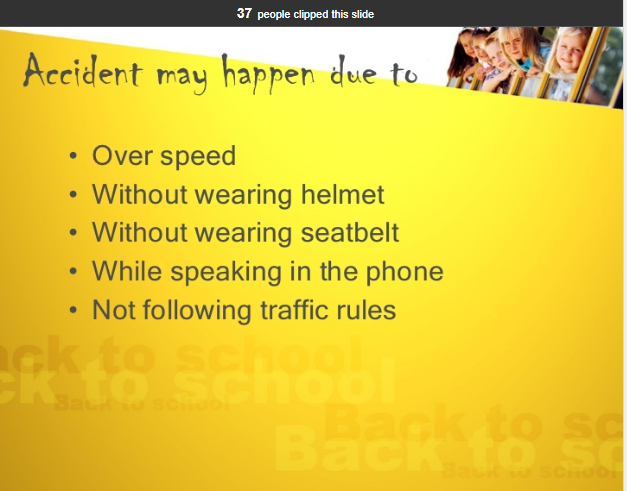 37 people clipped this slide
Accident may happen due to
• Over speed
• Without wearing helmet
• Without wearing seatbelt
• While speaking in the phone
• Not following traffic rules
ack to school
ck to school
Back to school
Back to sc
Back to sc
Back to school